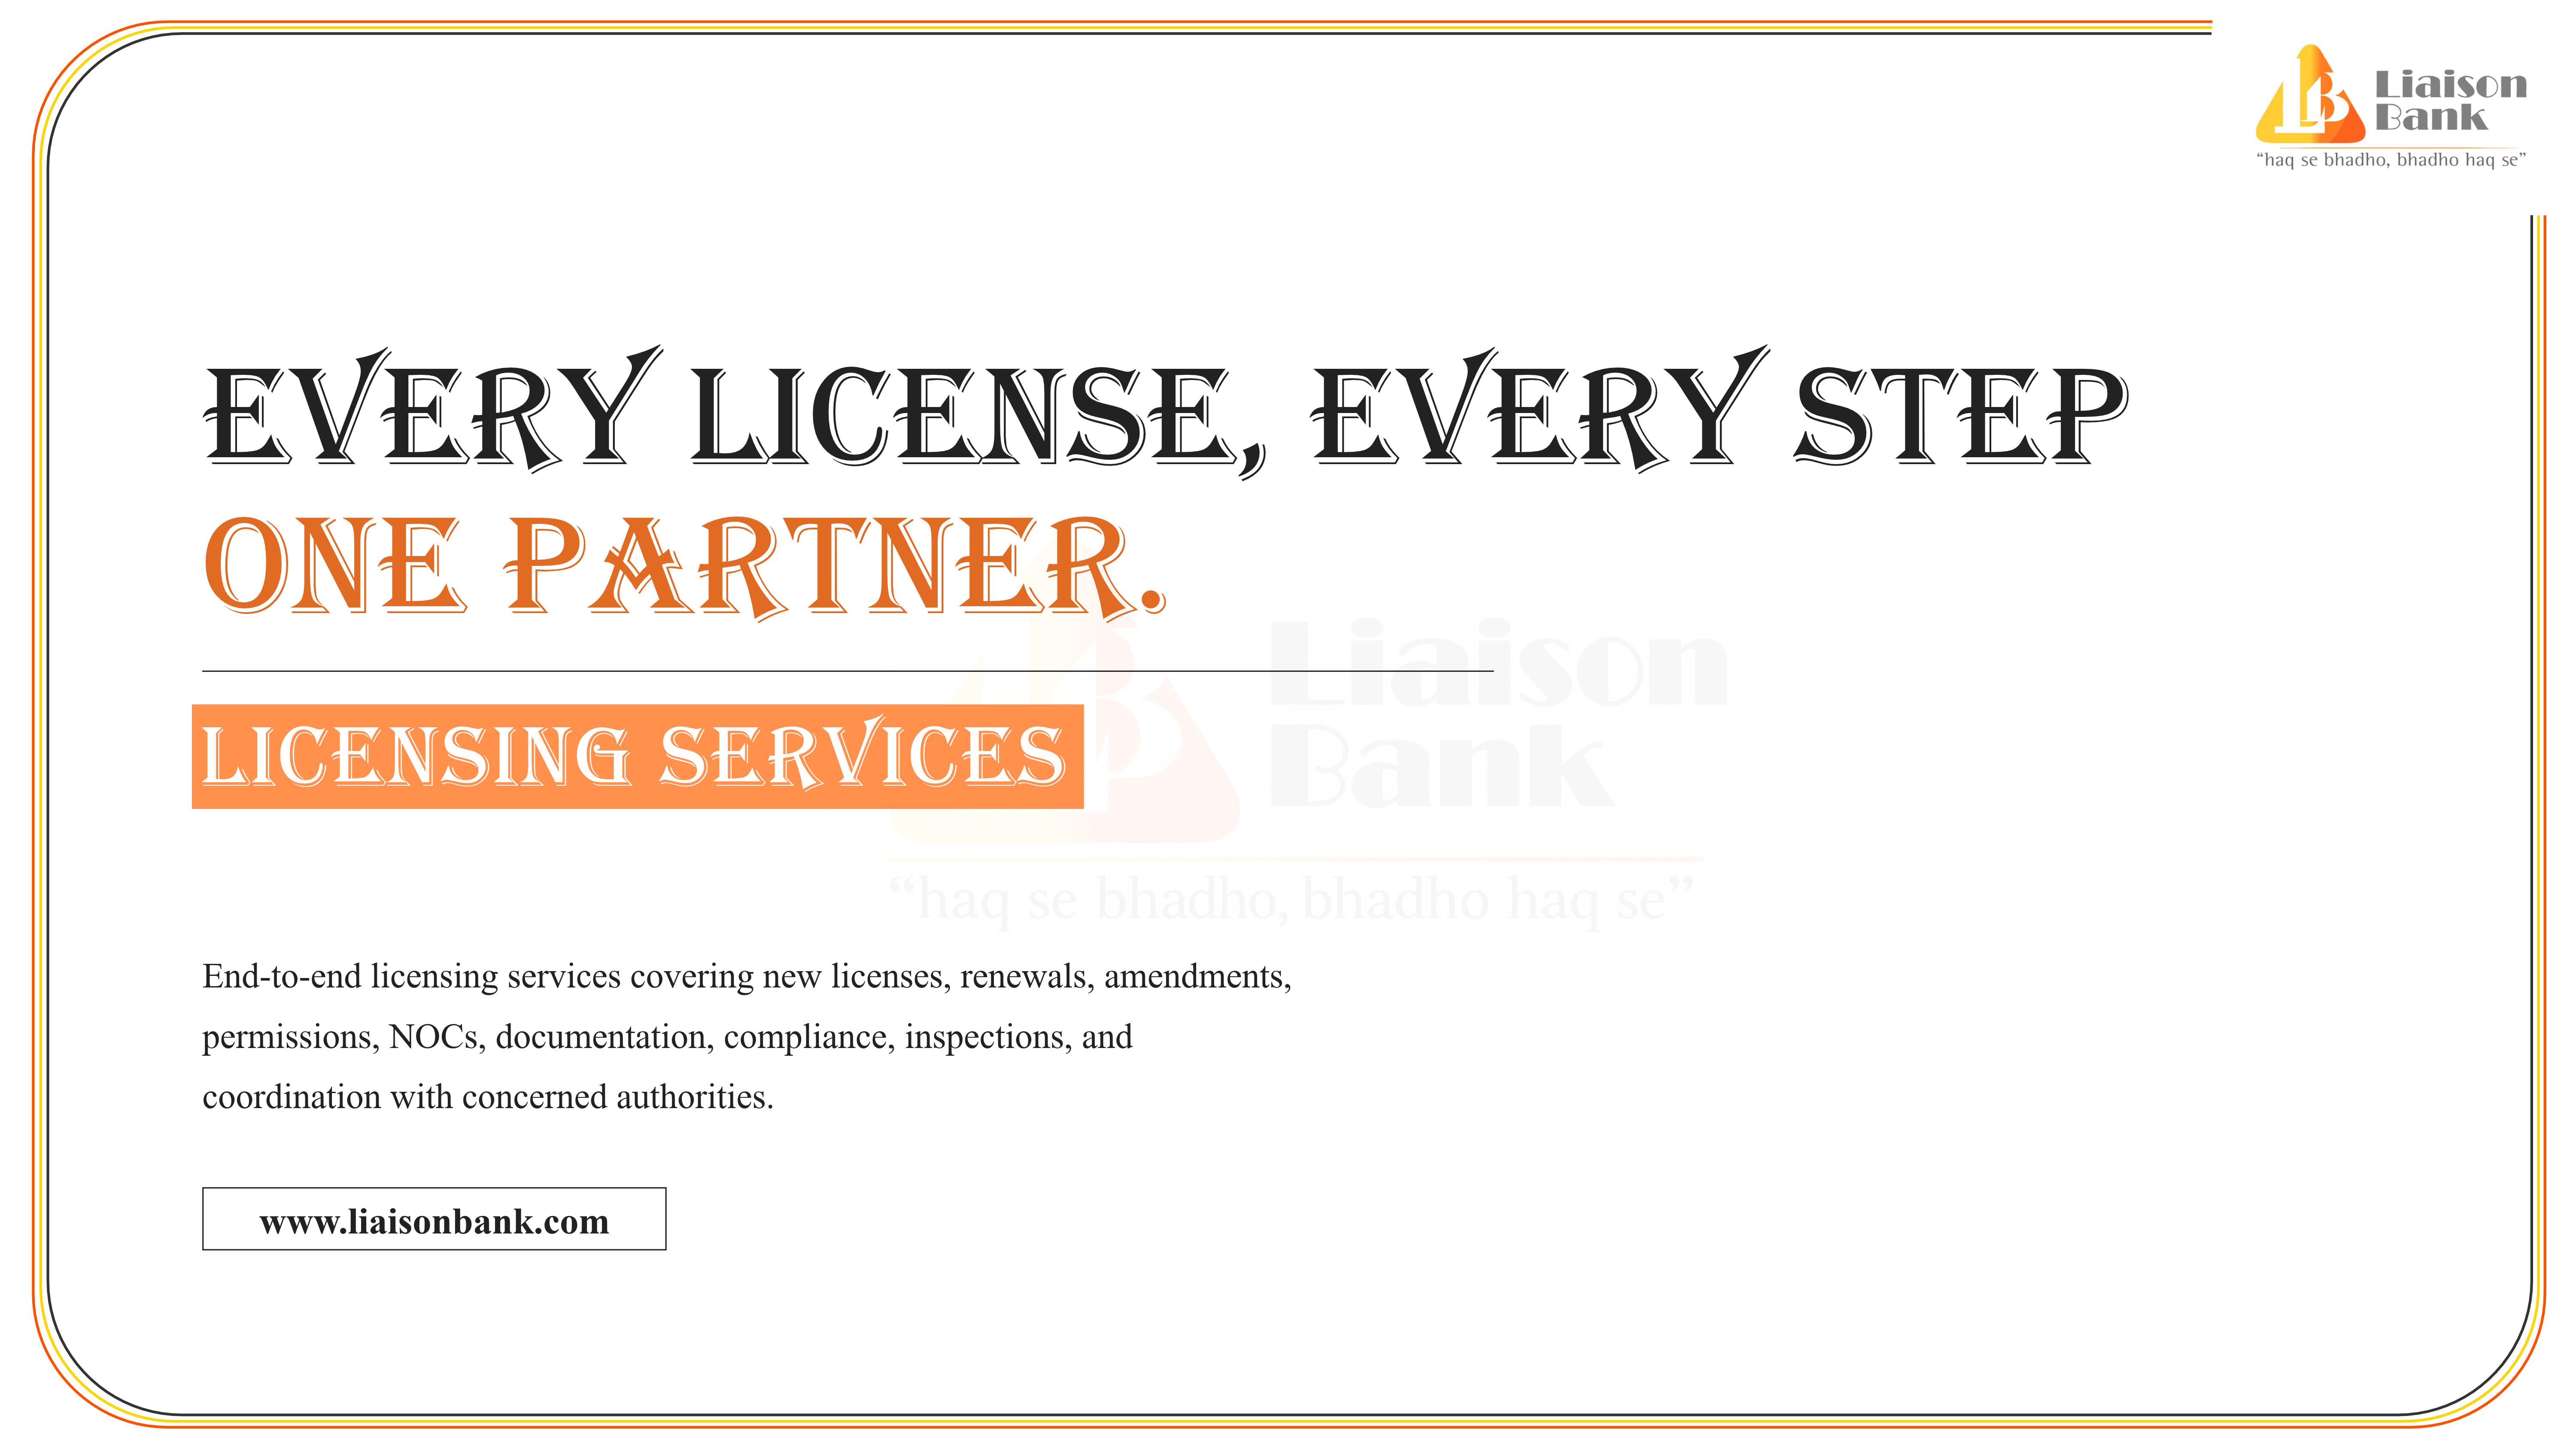 Liaison
Bank
“haq se bhadho, bhadho haq se”
EVERY LICENSE, EVERY STEP
ONE PARTNER.
LICENSING SERVICES
Liaison
Bank
“haq se bhadho, bhadho haq se”
End-to-end licensing services covering new licenses, renewals, amendments,
permissions, NOCs, documentation, compliance, inspections, and
coordination with concerned authorities.
www.liaisonbank.com